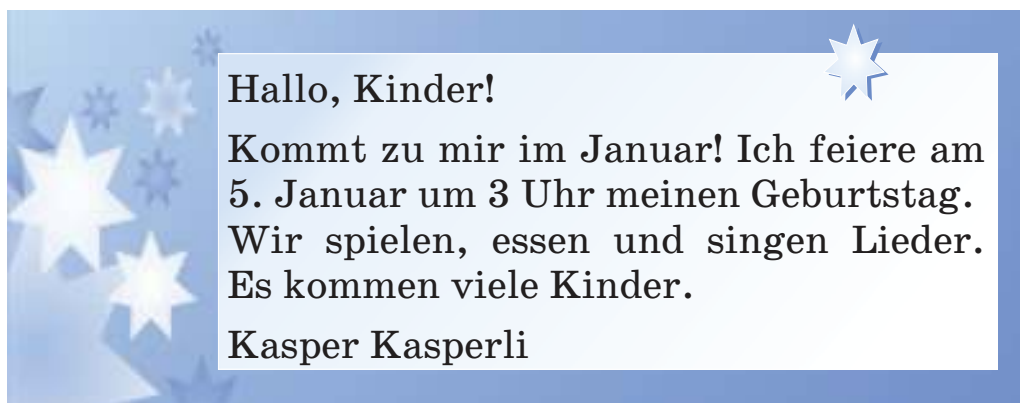 Hallo, Kinder!
Kommt zu mir im Januar! Ich feiere am
5. Januar um 3 Uhr meinen Geburtstag.
Wir spielen, essen und singen Lieder.
Es kommen viele Kinder.
Kasper Kasperli